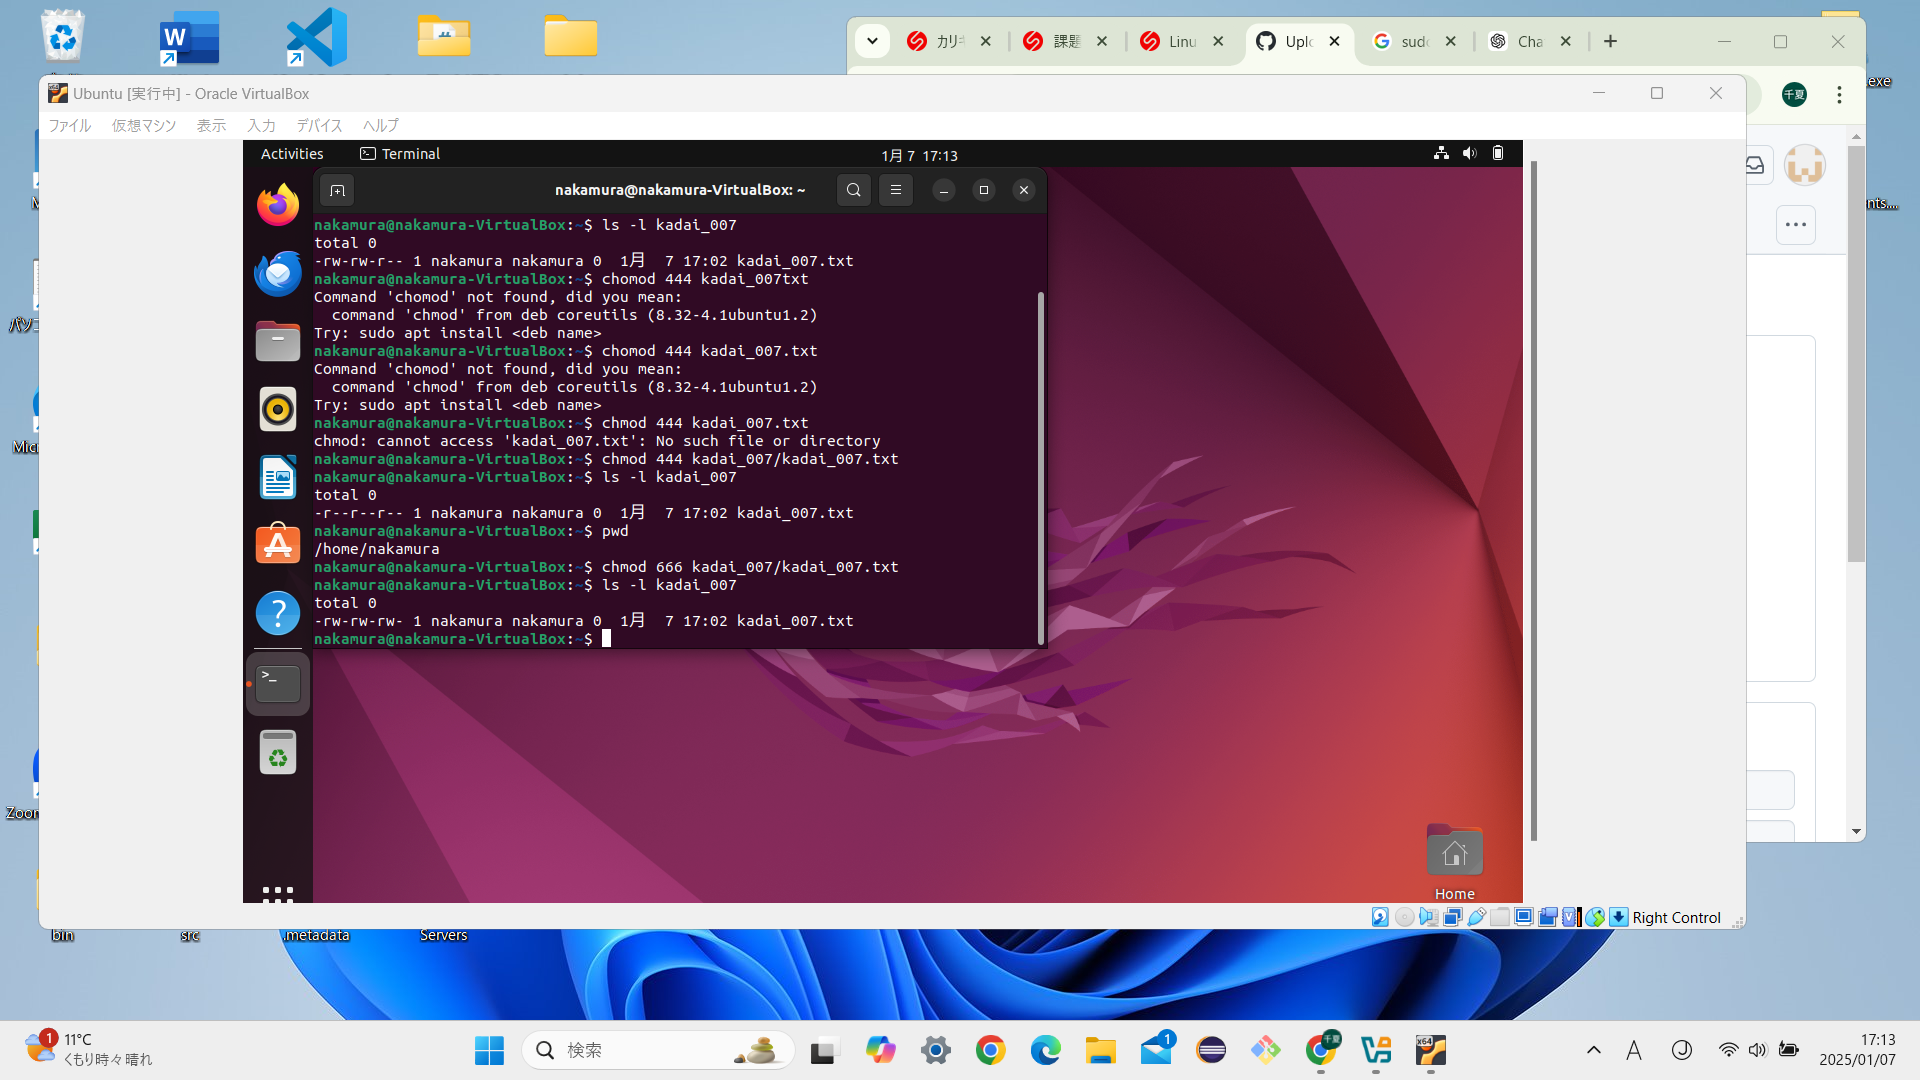 カリキ
課題
Linu
Uplo
sudo
Cha
.exe
千夏
Ubuntu [実行中] - Oracle VirtualBox
ファイル 仮想マシン 表示 入力 デバイス ヘルプ
Activities
Terminal
1月 7 17:13
nakamura@nakamura-VirtualBox: ~
nakamura@nakamura-VirtualBox:~$ ls -l kadai_007
total 0
-rw-rw-r-- 1 nakamura nakamura 0  1月  7 17:02 kadai_007.txt
nakamura@nakamura-VirtualBox:~$ chomod 444 kadai_007txt
Command 'chomod' not found, did you mean:
  command 'chmod' from deb coreutils (8.32-4.1ubuntu1.2)
Try: sudo apt install <deb name>
nakamura@nakamura-VirtualBox:~$ chomod 444 kadai_007.txt
Command 'chomod' not found, did you mean:
  command 'chmod' from deb coreutils (8.32-4.1ubuntu1.2)
Try: sudo apt install <deb name>
nakamura@nakamura-VirtualBox:~$ chmod 444 kadai_007.txt
chmod: cannot access 'kadai_007.txt': No such file or directory
nakamura@nakamura-VirtualBox:~$ chmod 444 kadai_007/kadai_007.txt
nakamura@nakamura-VirtualBox:~$ ls -l kadai_007
total 0
-r--r--r-- 1 nakamura nakamura 0  1月  7 17:02 kadai_007.txt
nakamura@nakamura-VirtualBox:~$ pwd
/home/nakamura
nakamura@nakamura-VirtualBox:~$ chmod 666 kadai_007/kadai_007.txt
nakamura@nakamura-VirtualBox:~$ ls -l kadai_007
total 0
-rw-rw-rw- 1 nakamura nakamura 0  1月  7 17:02 kadai_007.txt
nakamura@nakamura-VirtualBox:~$
パソコ
Micr
Zoom
nts....
Home
Right Control
bin
src
.metadata
Servers
1
11°C
くもり時々晴れ
検索
1
千夏
A
17:13
2025/01/07